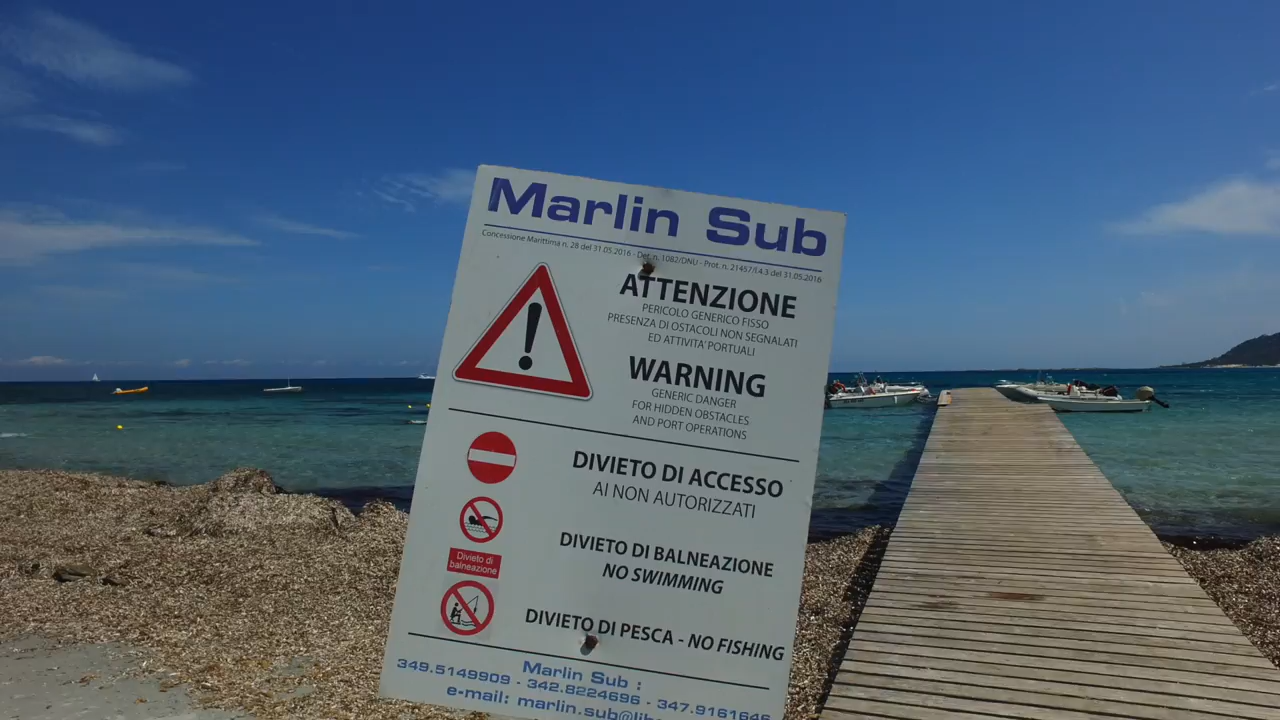 Marlin Sub
Concessione Marittima n. 28 del 31.05.2016 - Det. n. 1082/DNU - Prot. n. 21457/I.4.3 del 31.05.2016
ATTENZIONE
PERICOLO GENERICO FISSO
PRESENZA DI OSTACOLI NON SEGNALATI
ED ATTIVITA' PORTUALI
WARNING
GENERIC DANGER
FOR HIDDEN OBSTACLES
AND PORT OPERATIONS
DIVIETO DI ACCESSO
AI NON AUTORIZZATI
DIVIETO DI BALNEAZIONE
NO SWIMMING
Divieto di
balneazione
DIVIETO DI PESCA - NO FISHING
Marlin Sub :
349.5149909 - 342.8224696 - 347.9161646
e-mail: marlin.sub@lib